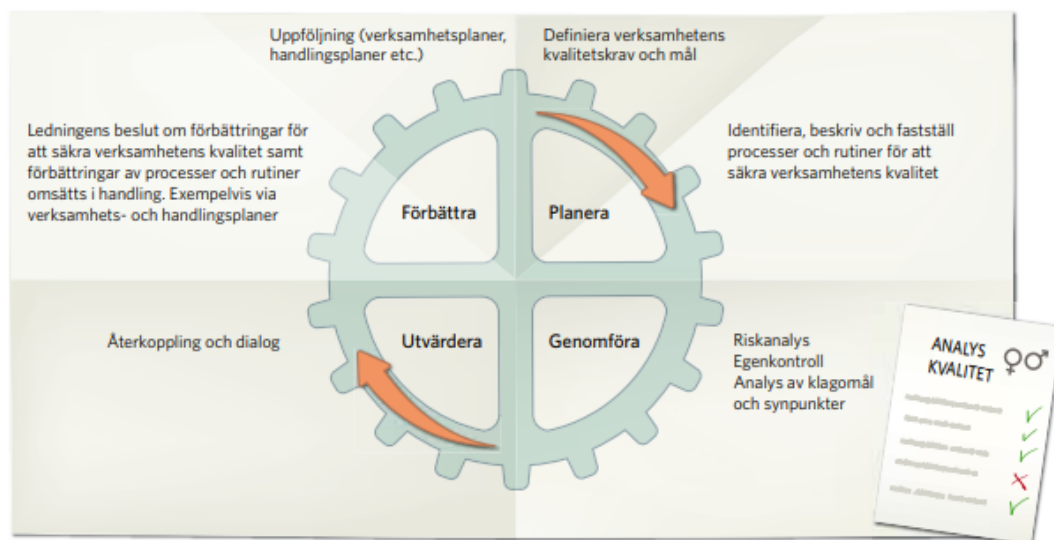 Uppföljning (verksamhetsplaner,
handlingsplaner etc.)
Definiera verksamhetens
kvalitetskrav och mål
Ledningens beslut om förbättringar för
att säkra verksamhetens kvalitet samt
förbättringar av processer och rutiner
omsätts i handling. Exempelvis via
verksamhets- och handlingsplaner
Identifiera, beskriv och fastställ
processer och rutiner för att
säkra verksamhetens kvalitet
Förbättra
Planera
Återkoppling och dialog
Utvärdera
Genomföra
Riskanalys
Egenkontroll
Analys av klagomål
och synpunkter
ANALYS
KVALITET